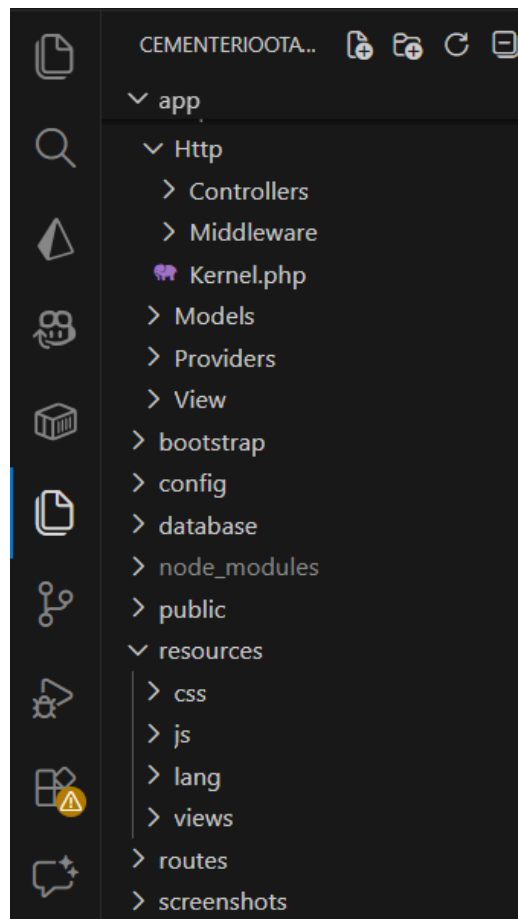 CEMENTERIOOTA...
app
Http
Controllers
Middleware
Kernel.php
Models
Providers
View
bootstrap
config
database
node_modules
public
resources
css
js
lang
views
routes
screenshots